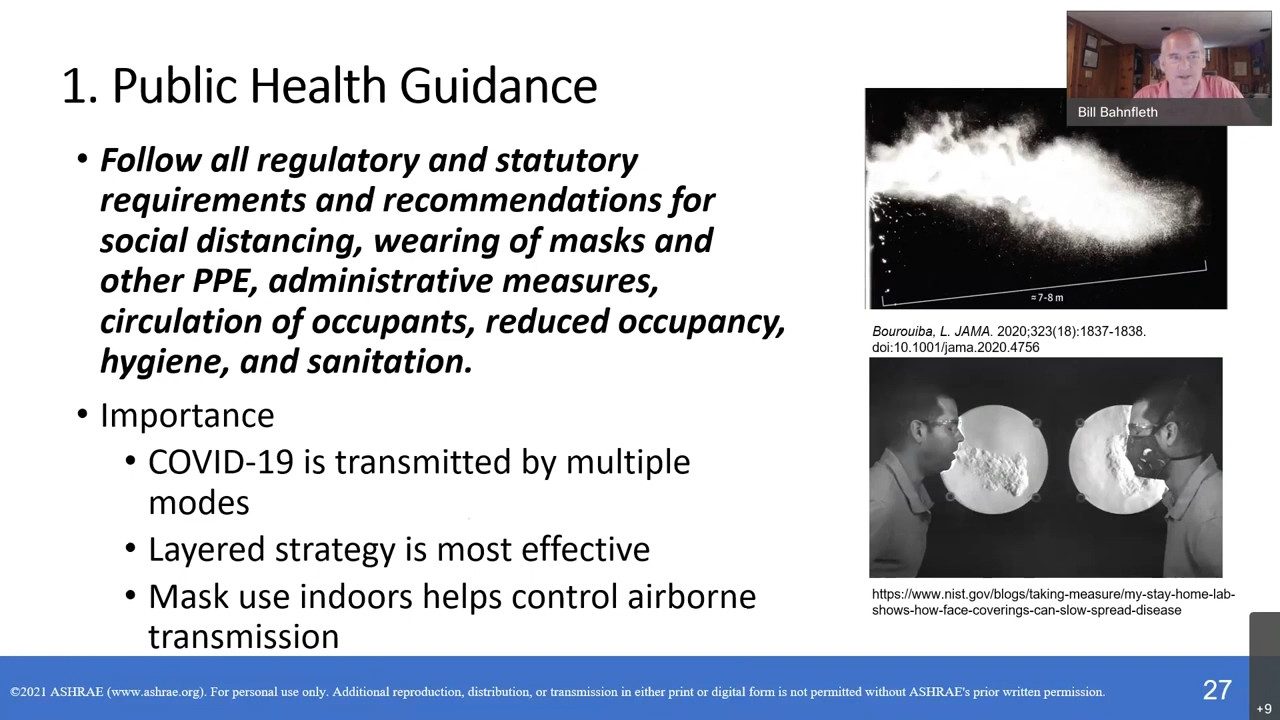 1. Public Health Guidance
• Follow all regulatory and statutory
requirements and recommendations for
social distancing, wearing of masks and
other PPE, administrative measures,
circulation of occupants, reduced occupancy,
hygiene, and sanitation.
• Importance
• COVID-19 is transmitted by multiple
modes
• Layered strategy is most effective
• Mask use indoors helps control airborne
transmission
Bill Bahnfleth
≈7-8 m
Bourouiba, L. JAMA. 2020;323(18):1837-1838.
doi:10.1001/jama.2020.4756
https://www.nist.gov/blogs/taking-measure/my-stay-home-lab-
shows-how-face-coverings-can-slow-spread-disease
©2021 ASHRAE (www.ashrae.org). For personal use only. Additional reproduction, distribution, or transmission in either print or digital form is not permitted without ASHRAE's prior written permission.
27
+9